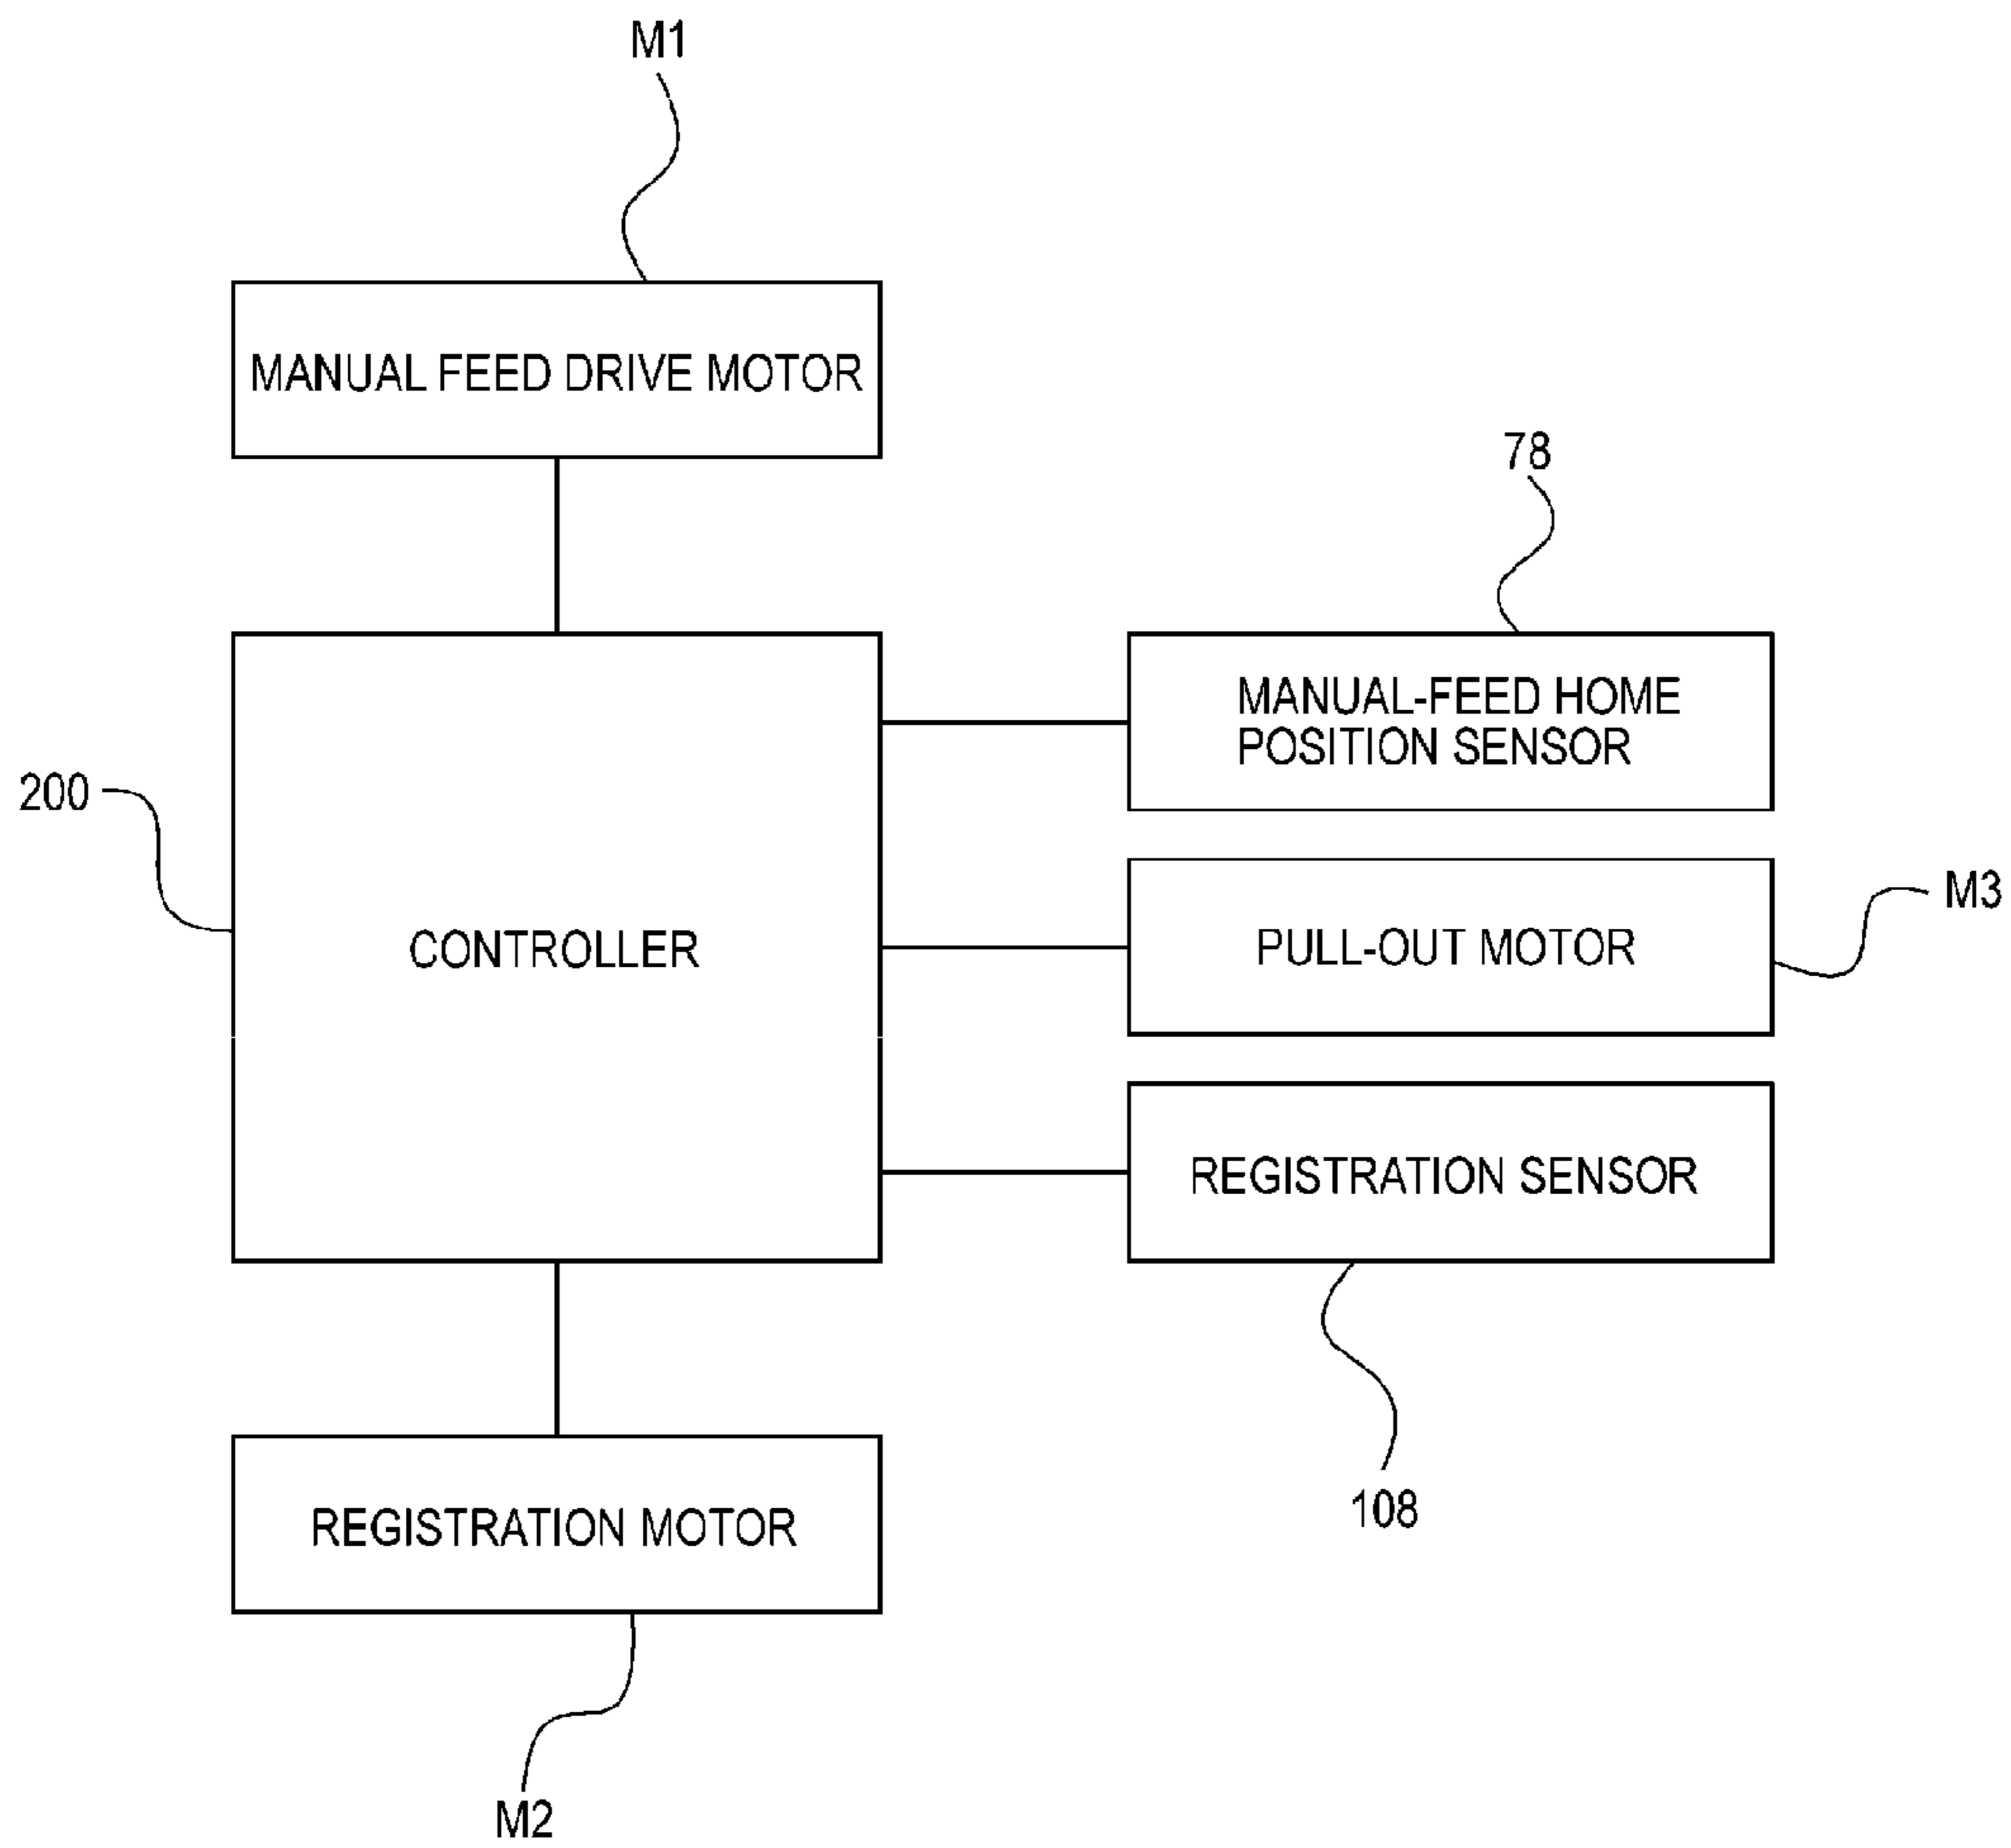 M1
MANUAL FEED DRIVE MOTOR
78
MANUAL-FEED HOME
POSITION SENSOR
200
CONTROLLER
PULL-OUT MOTOR
M3
REGISTRATION SENSOR
108
REGISTRATION MOTOR
M2